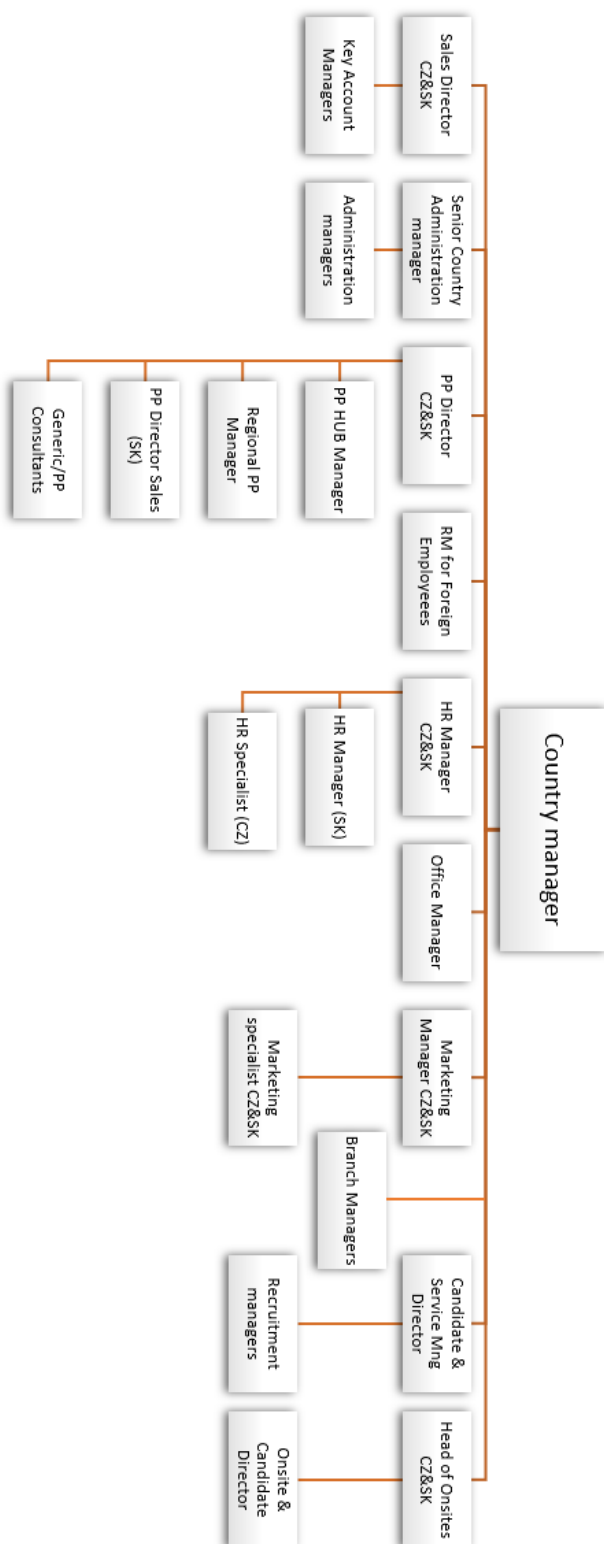 Country manager
Sales Director
CZ&SK
Key Account
Managers
Senior Country
Administration
manager
Administration
managers
PP Director
CZ&SK
PP HUB Manager
Regional PP
Manager
PP Director Sales
(SK)
Generic/PP
Consultants
RM for Foreign
Employeees
HR Manager
CZ&SK
HR Manager (SK)
HR Specialist (CZ)
Office Manager
Marketing
Manager CZ&SK
Marketing
specialist CZ&SK
Branch Managers
Candidate &
Service Mng
Director
Recruitment
managers
Head of Onsites
CZ&SK
Onsite &
Candidate
Director